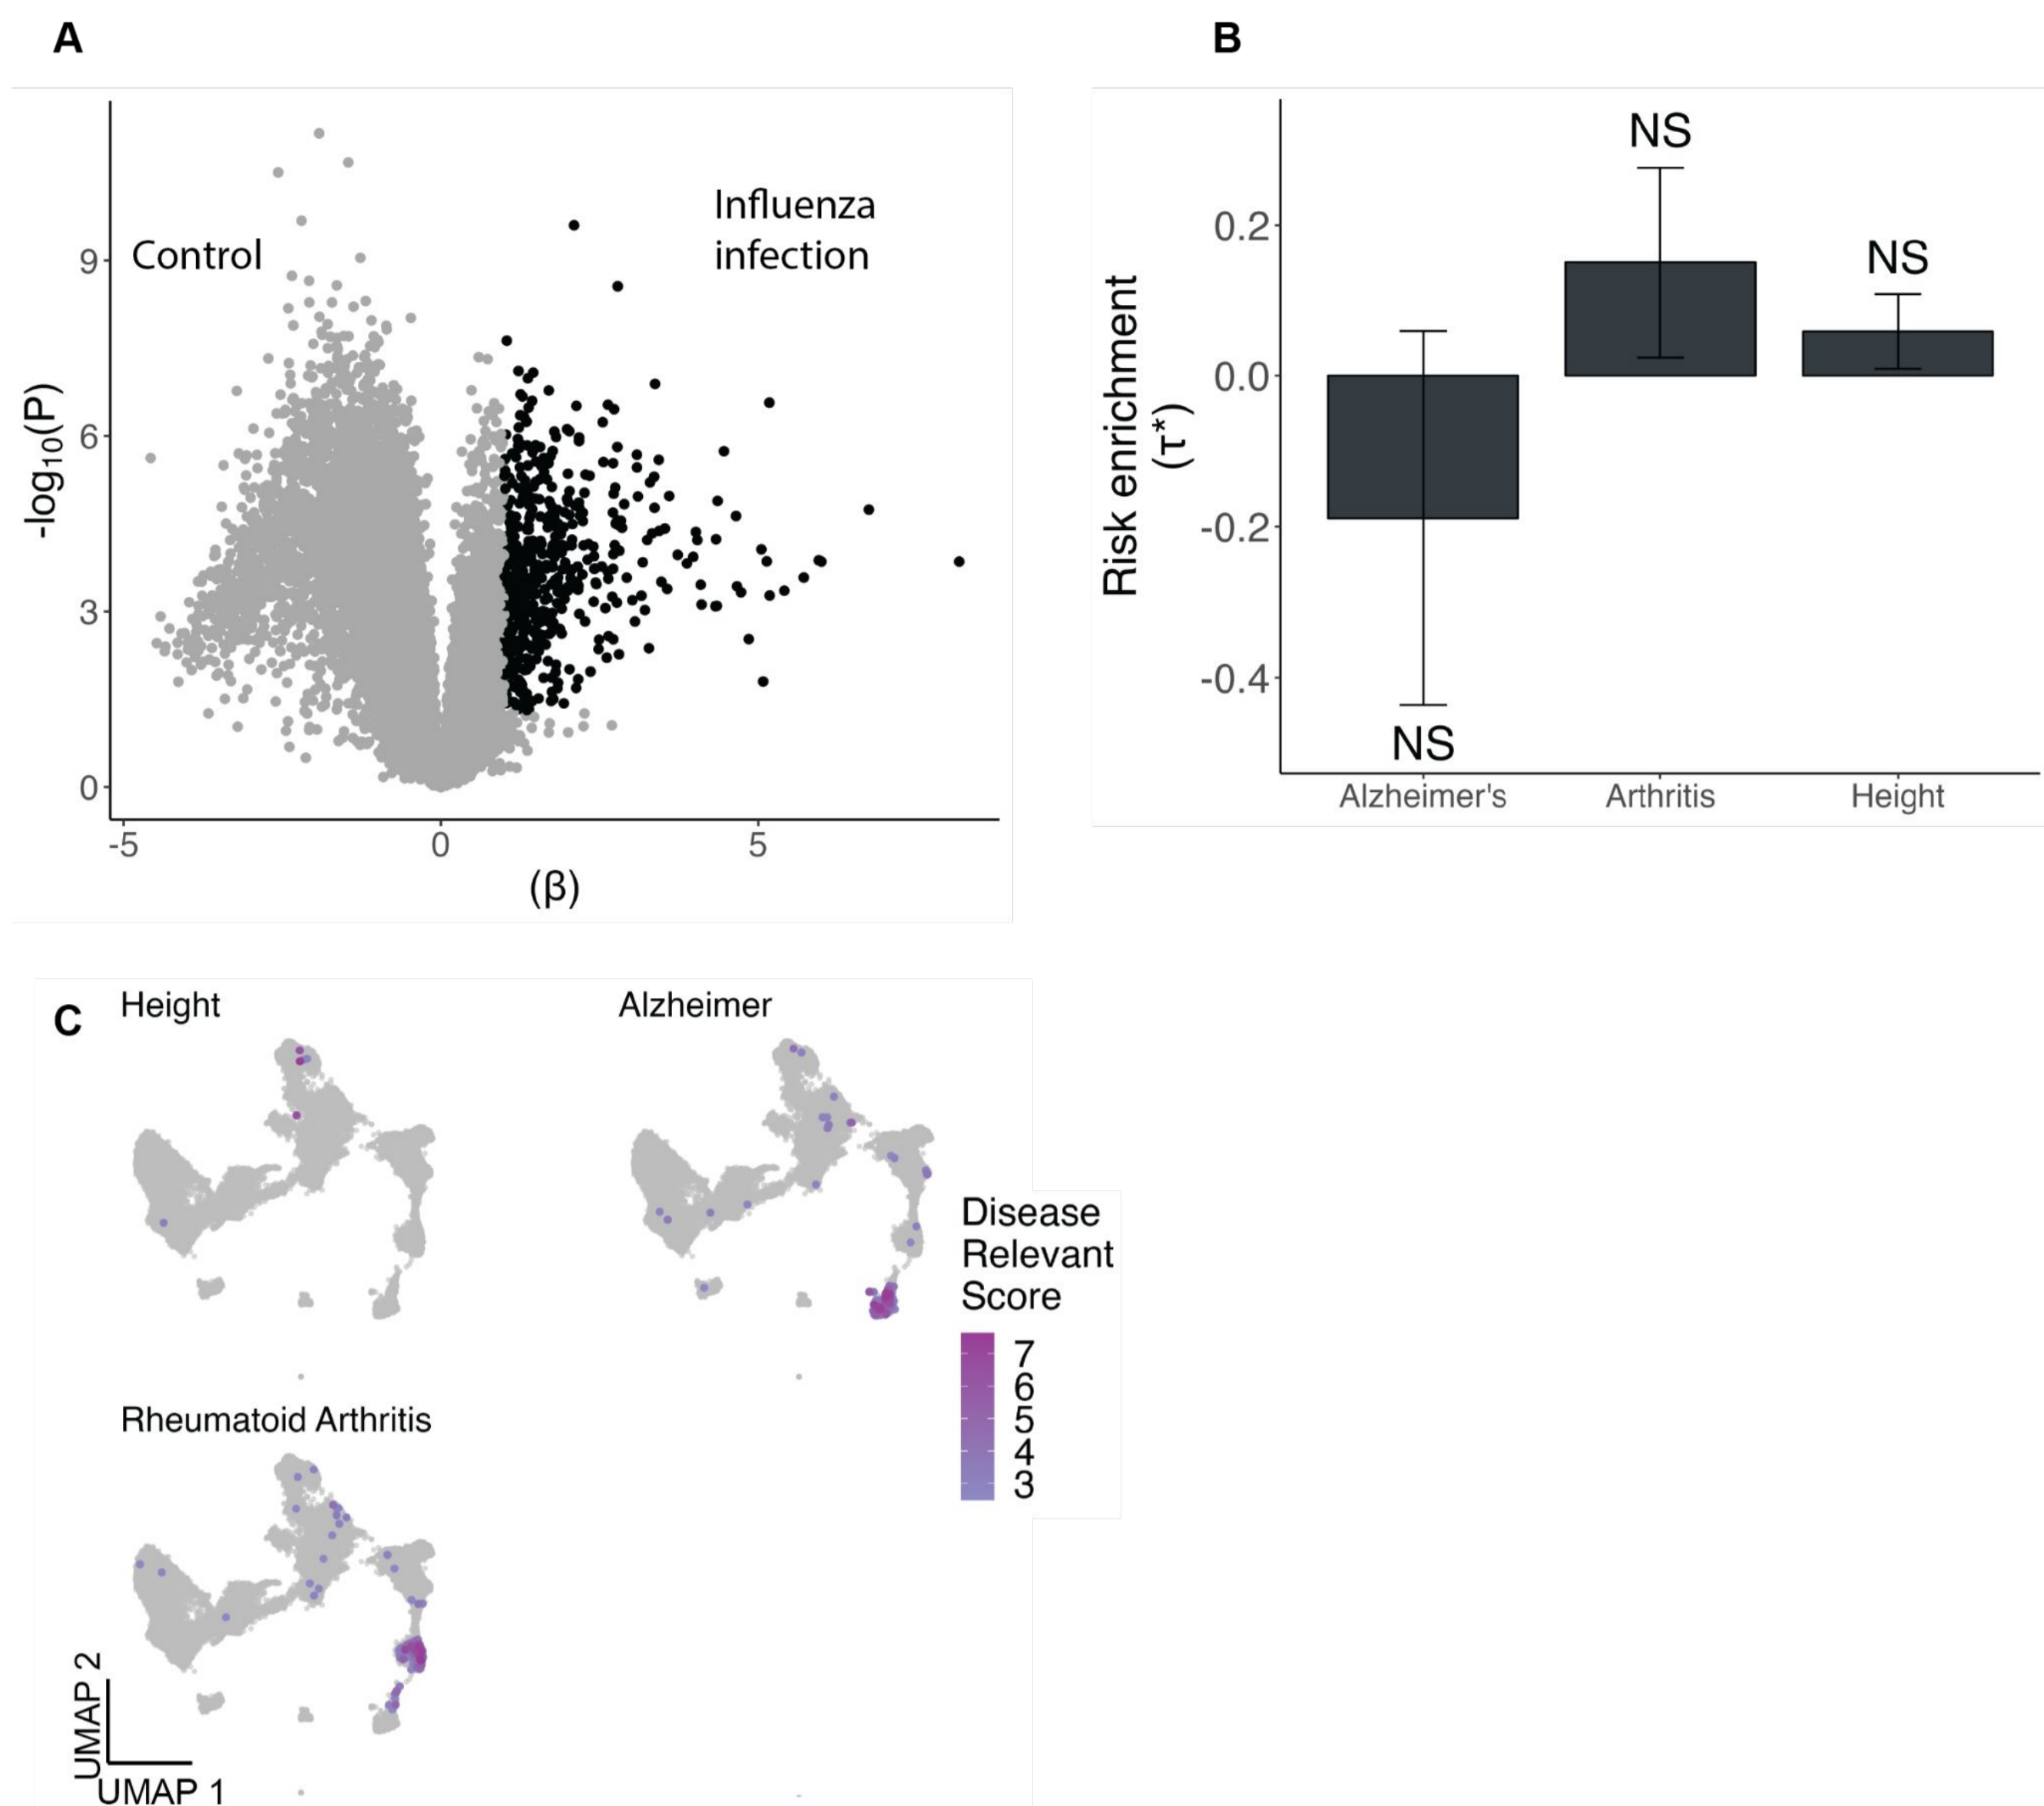 A
B
Control
Influenza
infection
9
6
3
0
-log10(P)
-5
0
5
(β)
NS
NS
NS
0.2
0.0
-0.2
-0.4
Risk enrichment
(τ*)
Alzheimer's
Arthritis
Height
C
Height
Alzheimer
Disease
Relevant
Score
7
6
5
4
3
Rheumatoid Arthritis
UMAP 2
UMAP 1